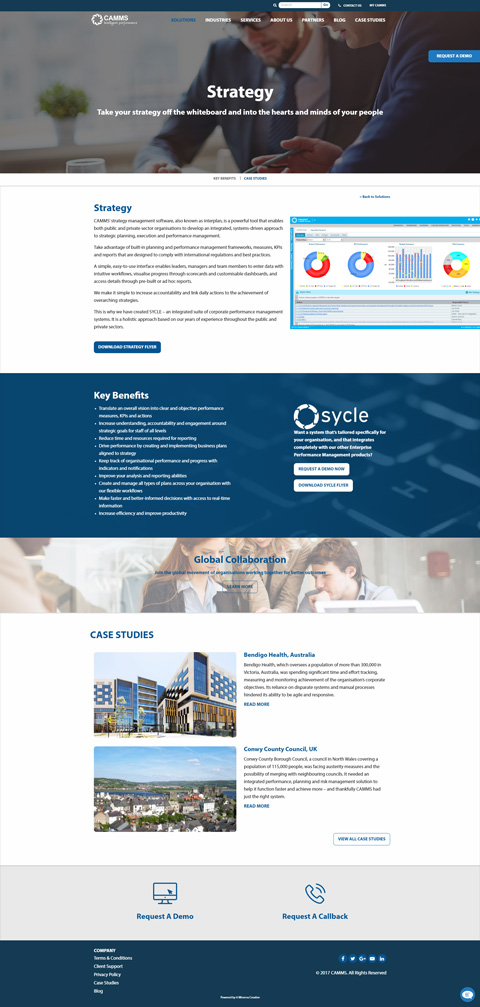 Go
CONTACT US
MY CAMMS
CAMMS
SOLUTIONS
INDUSTRIES
SERVICES
ABOUT US
PARTNERS
BLOG
CASE STUDIES
REQUEST A DEMO
Strategy
Take your strategy off the whiteboard and into the hearts and minds of your people
KEY BENEFITS | CASE STUDIES
< Back to Solutions
Strategy
CAMMS' strategy management software, also known as interplan, is a powerful tool that enables
both public and private sector organisations to develop an integrated, systems-driven approach
to strategic planning, execution and performance management.
Take advantage of built-in planning and performance management frameworks, measures, KPIs
and reports that are designed to comply with international regulations and best practices.
A simple, easy-to-use interface enables leaders, managers and team members to enter data with
intuitive workflows, visualise progress through scorecards and customisable dashboards, and
access details through pre-built or ad hoc reports.
We make it simple to increase accountability and link daily actions to the achievement of
overarching strategies.
This is why we have created SYCLE – an integrated suite of corporate performance management
systems. It is a holistic approach based on our years of experience throughout the public and
private sectors.
DOWNLOAD STRATEGY FLYER
Key Benefits
• Translate an overall vision into clear and objective performance
measures, KPIs and actions
• Increase understanding, accountability and engagement around
strategic goals for staff of all levels
• Reduce time and resources required for reporting
• Drive performance by creating and implementing business plans
aligned to strategy
• Keep track of organisational performance and progress with
indicators and notifications
• Improve your analysis and reporting abilities
• Create and manage all types of plans across your organisation with
our flexible workflows
• Make faster and better-informed decisions with access to real-time
information
• Increase efficiency and improve productivity
sycle
Want a system that's tailored specifically for
your organisation, and that integrates
completely with our other Enterprise
Performance Management products?
REQUEST A DEMO NOW
DOWNLOAD SYCLE FLYER
Global Collaboration
Join the global movement of organisations working together for better outcomes
LEARN MORE
CASE STUDIES
Bendigo Health, Australia
Bendigo Health, which oversees a population of more than 300,000 in
Victoria, Australia, was spending significant time and effort tracking,
measuring and monitoring achievement of the organisation's corporate
objectives. Its reliance on disparate systems and manual processes
hindered its ability to be agile and responsive.
READ MORE
Conwy County Council, UK
Conwy County Borough Council, a council in North Wales covering a
population of 115,000 people, was facing austerity measures and the
possibility of merging with neighbouring councils. It needed an
integrated performance, planning and risk management solution to
help it function faster and achieve more – and thankfully CAMMS had
just the right system.
READ MORE
VIEW ALL CASE STUDIES
Request A Demo
Request A Callback
COMPANY
Terms & Conditions
Client Support
Privacy Policy
Case Studies
Blog
© 2017 CAMMS. All Rights Reserved